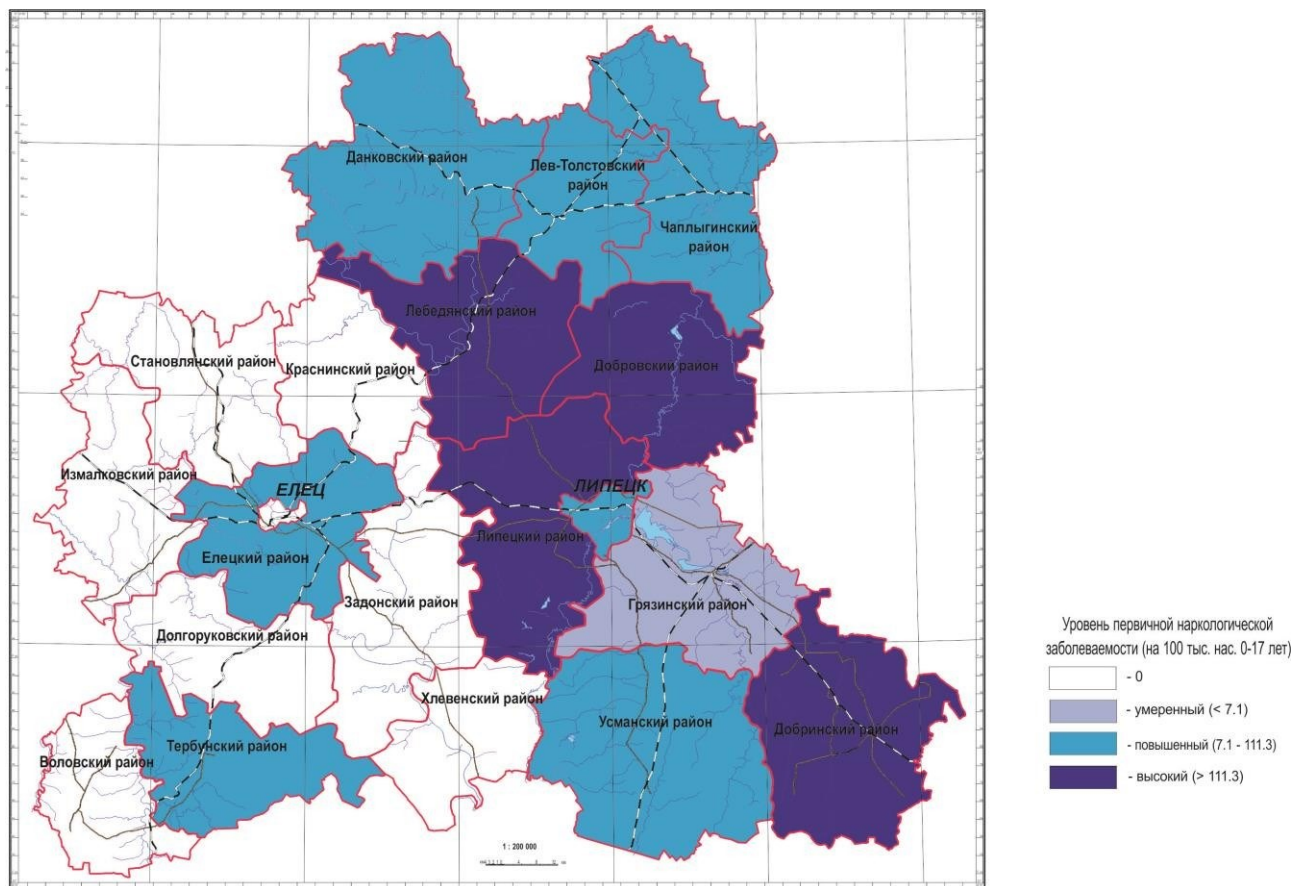 Данковский район
Лев-Толстовский
район
Чаплыгинский
район
Лебедянский район
Становлянский район
Краснинский район
Добровский район
Измалковский район
ЕЛЕЦ
ЛИПЕЦК
Липецкий район
Елецкий район
Задонский район
Грязинский район
Долгоруковский район
Хлевенский район
Усманский район
Добринский район
Тербунский район
Воловский район
1 : 200 000
Уровень первичной наркологической
заболеваемости (на 100 тыс. нас. 0-17 лет)
- 0
- умеренный (< 7.1)
- повышенный (7.1 - 111.3)
- высокий (> 111.3)